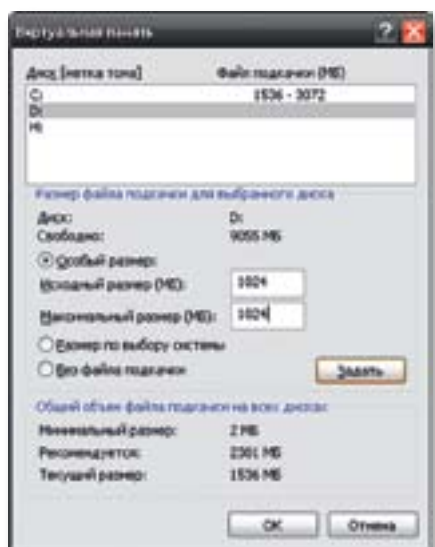 Виртуальная память
Диск [метка тома] Файл подкачки (МБ)
C: 1536 - 3072
D:
H:
Размер файла подкачки для выбранного диска
Диск: D:
Свободно: 9055 МБ
Особый размер:
Исходный размер (МБ): 1024
Максимальный размер (МБ): 1024
Размер по выбору системы
Без файла подкачки
Задать
Общий объем файла подкачки на всех дисках
Минимальный размер: 2 МБ
Рекомендуется: 2301 МБ
Текущий размер: 1536 МБ
ОК Отмена